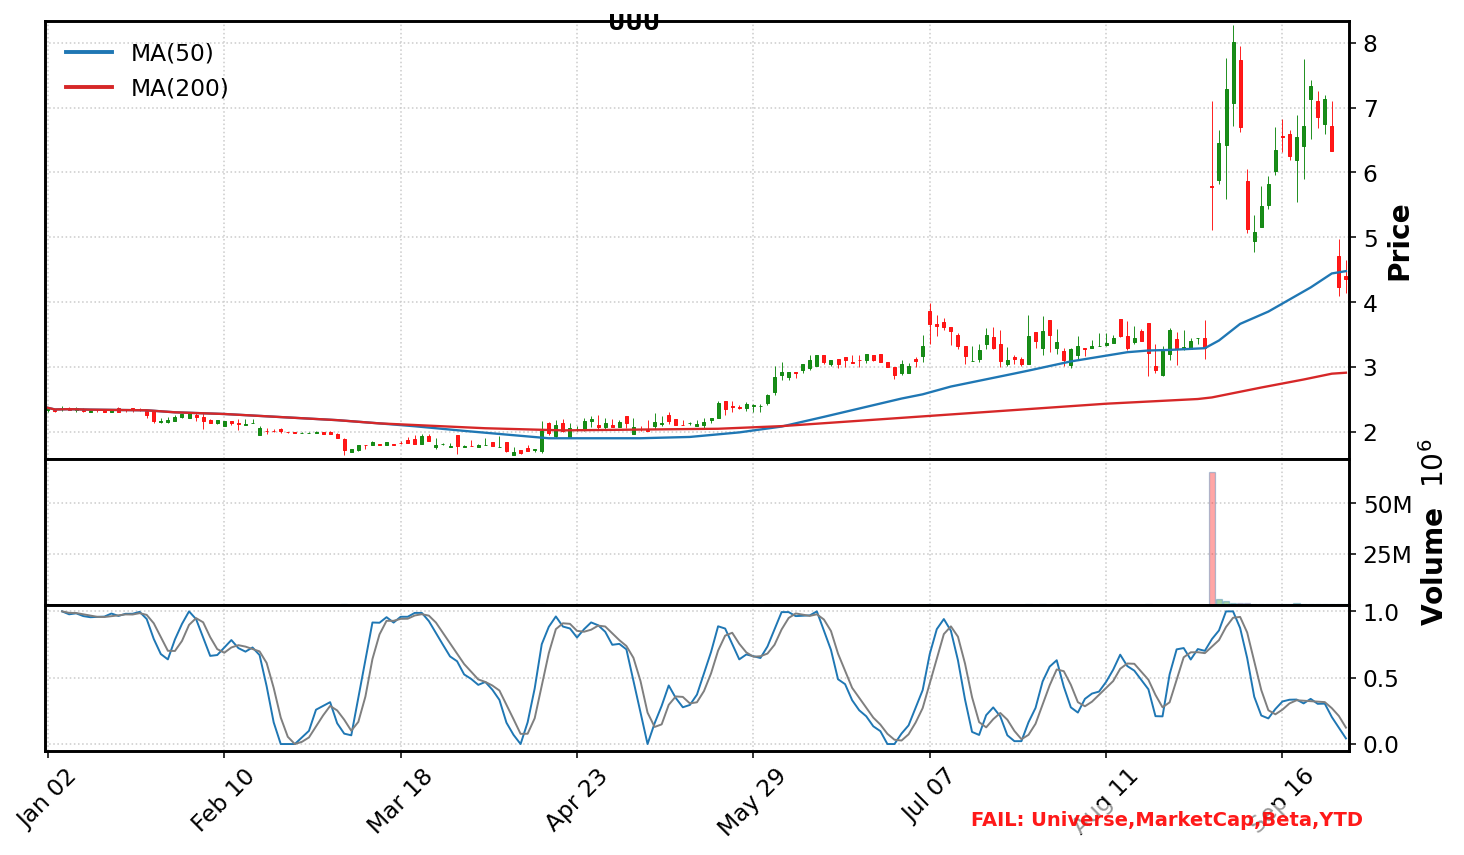 UUU
MA(50)
MA(200)
8
7
6
5
4
3
2
Price
10^6
50M
25M
Volume
1.0
0.5
0.0
Jan 02
Feb 10
Mar 18
Apr 23
May 29
Jul 07
Aug 11
Sep 16
FAIL: Universe,MarketCap,Beta,YTD